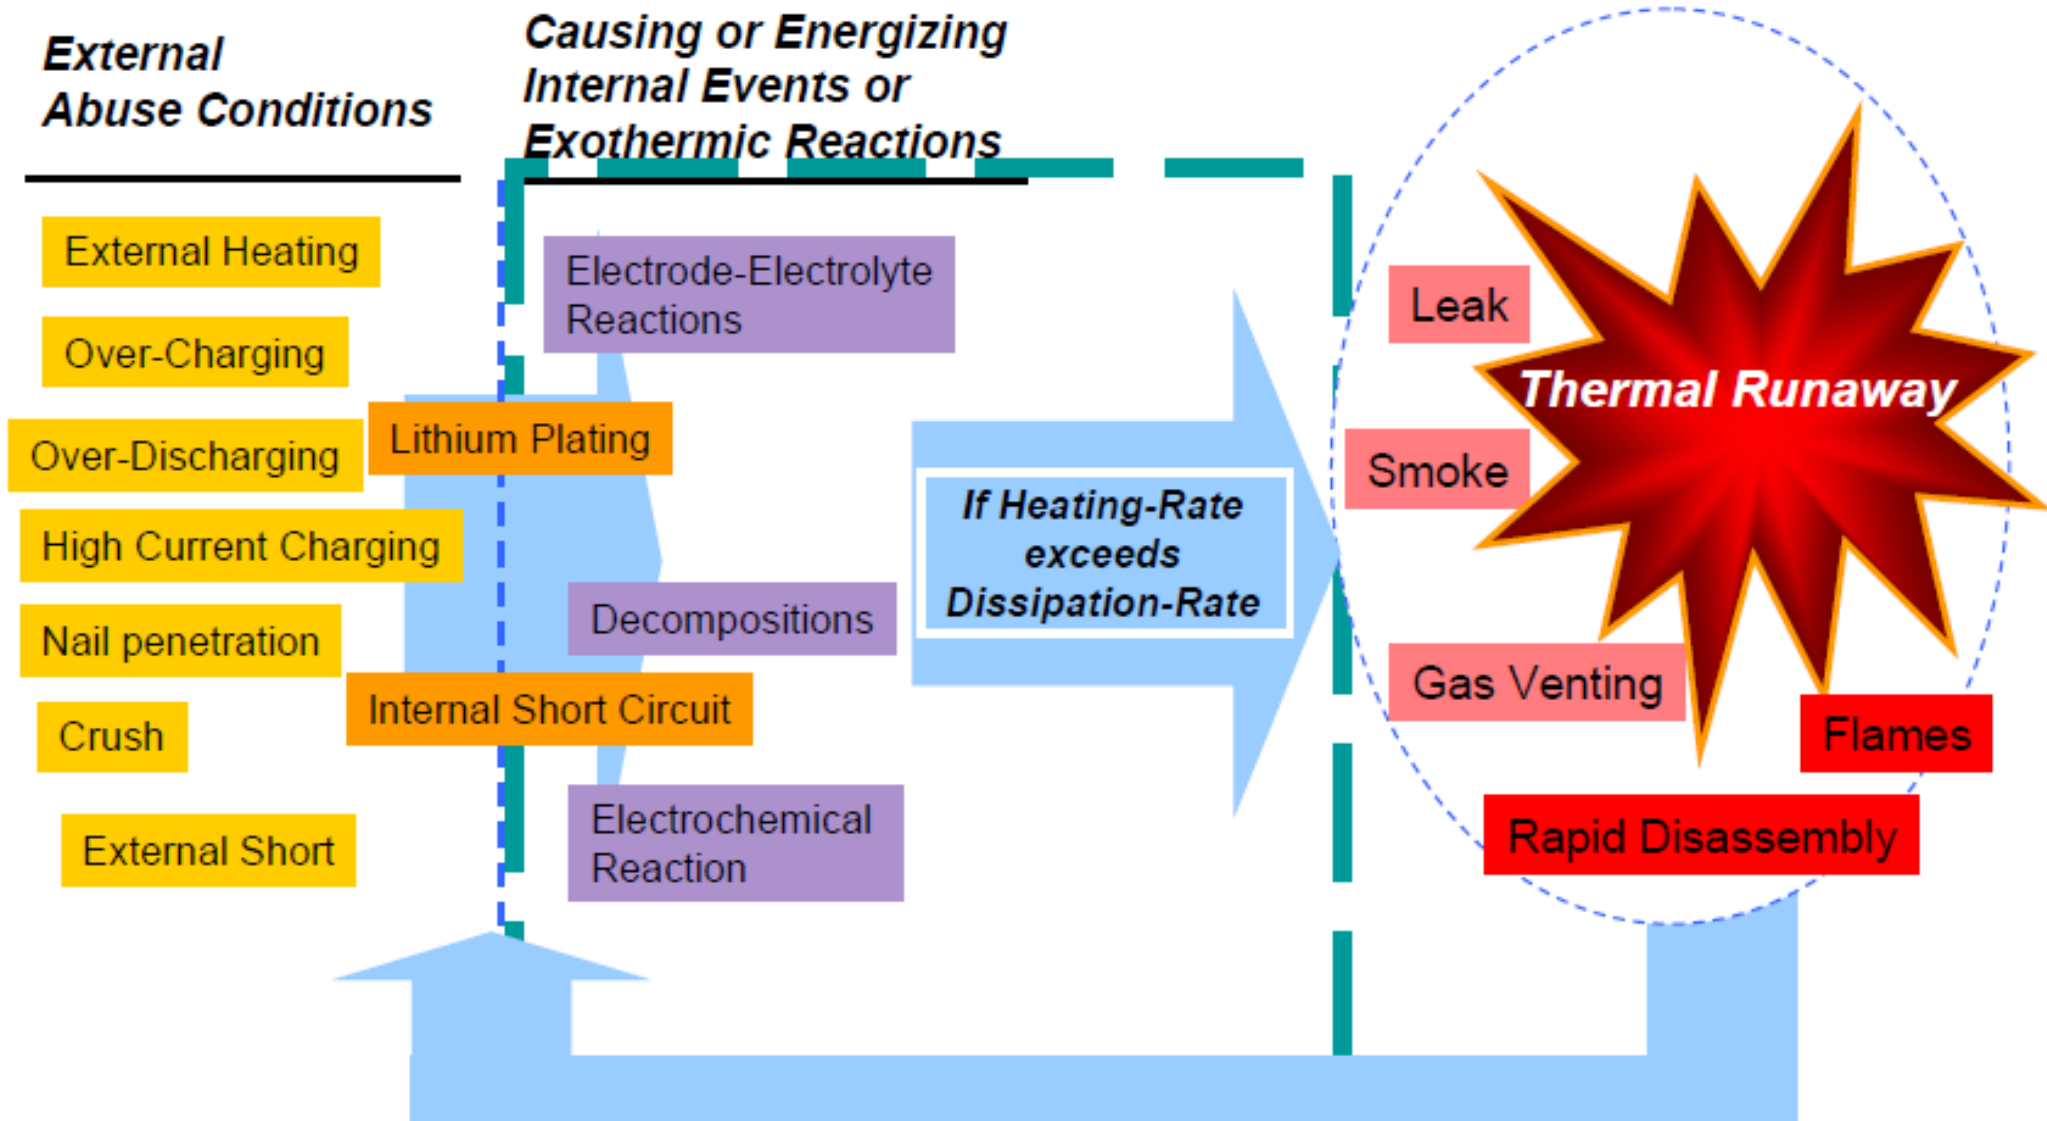 External
Abuse Conditions
Causing or Energizing
Internal Events or
Exothermic Reactions
External Heating
Over-Charging
Over-Discharging
High Current Charging
Nail penetration
Crush
External Short
Lithium Plating
Internal Short Circuit
Electrode-Electrolyte
Reactions
Decompositions
Electrochemical
Reaction
If Heating-Rate
exceeds
Dissipation-Rate
Leak
Smoke
Gas Venting
Thermal Runaway
Flames
Rapid Disassembly